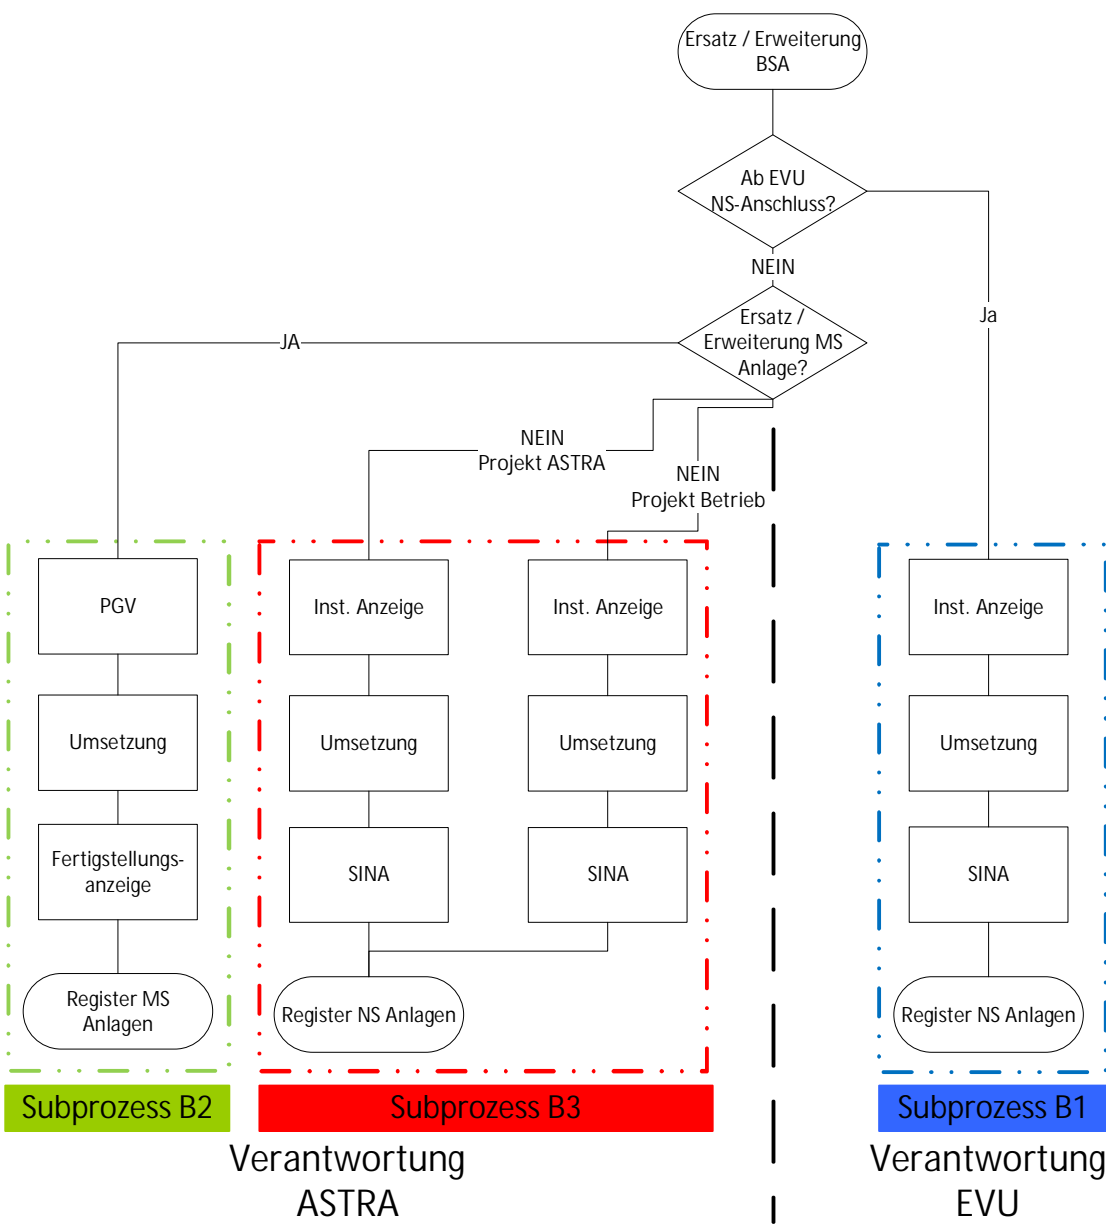 Ersatz / Erweiterung
BSA
Ab EVU
NS-Anschluss?
NEIN
Ja
Ersatz /
Erweiterung MS
Anlage?
JA
NEIN
Projekt ASTRA
NEIN
Projekt Betrieb
PGV
Inst. Anzeige
Inst. Anzeige
Inst. Anzeige
Umsetzung
Umsetzung
Umsetzung
Umsetzung
Fertigstellungs-
anzeige
SINA
SINA
SINA
Register MS
Anlagen
Register NS Anlagen
Register NS Anlagen
Subprozess B2
Subprozess B3
Subprozess B1
Verantwortung
ASTRA
Verantwortung
EVU